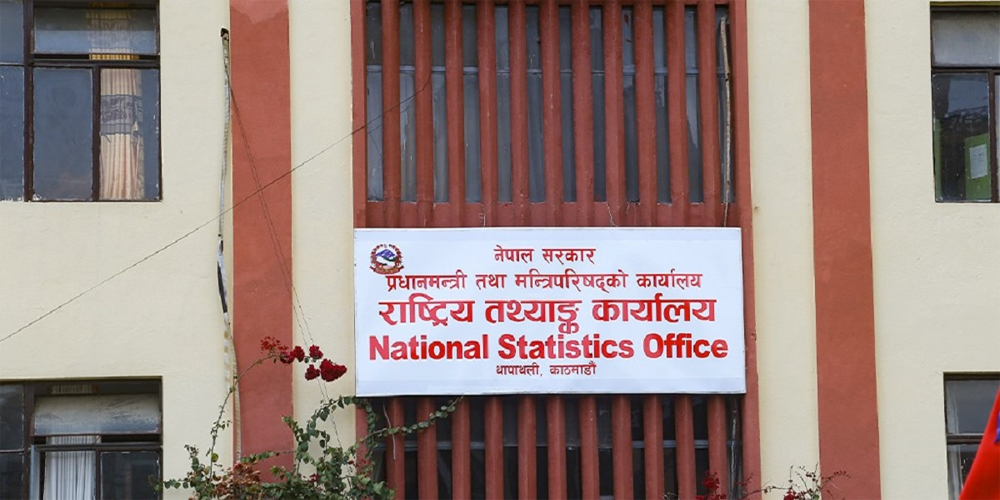 नेपाल सरकार
प्रधानमन्त्री तथा मन्त्रिपरिषद्को कार्यालय
राष्ट्रिय तथ्याङ्क कार्यालय
National Statistics Office
थापाथली, काठमाडौं